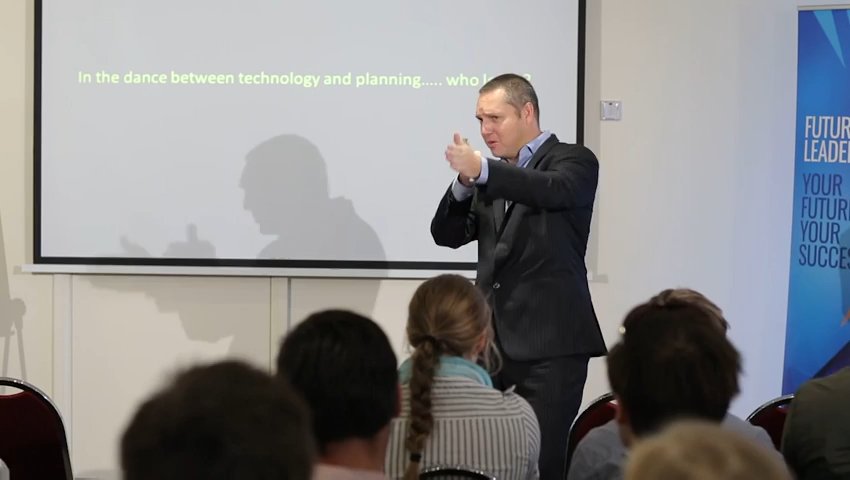 In the dance between technology and planning..... who l ?
FUTUR
LEADE
YOUR
FUTUR
YOUR
SUCCES